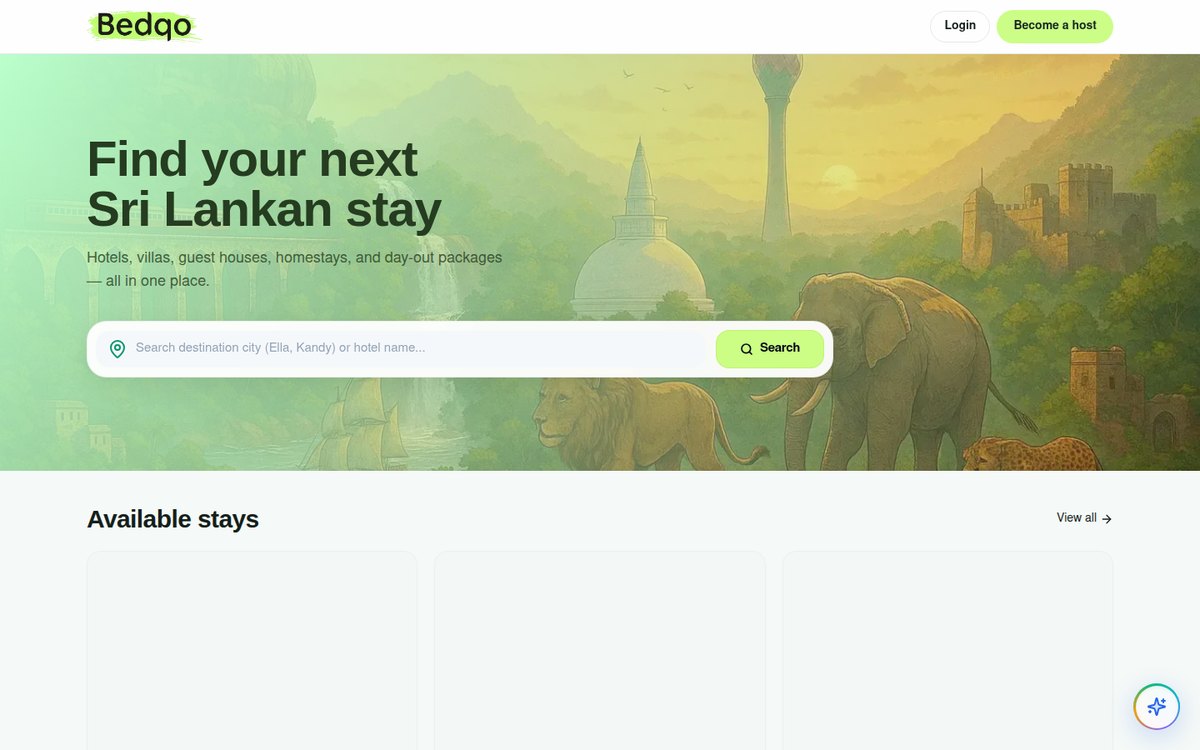 Bedqo
Login
Become a host
Find your next
Sri Lankan stay
Hotels, villas, guest houses, homestays, and day-out packages
— all in one place.
Search destination city (Ella, Kandy) or hotel name...
Search
Available stays
View all